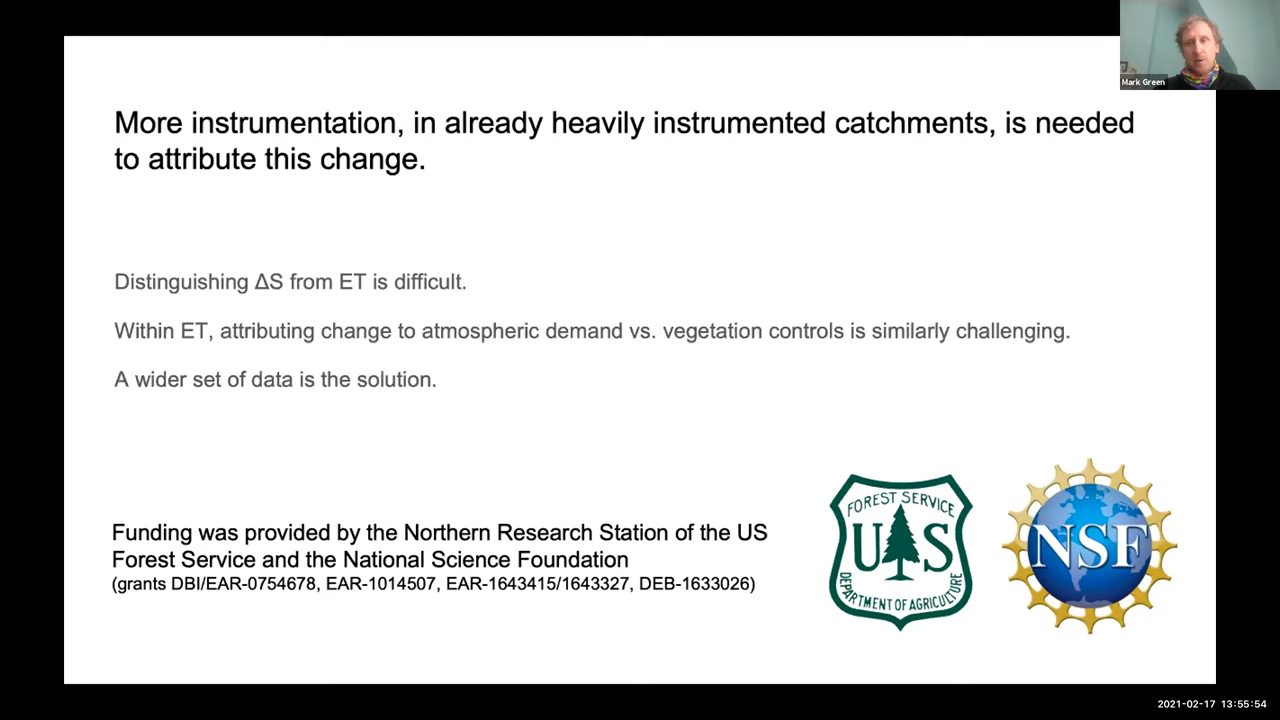 Mark Green
More instrumentation, in already heavily instrumented catchments, is needed
to attribute this change.
Distinguishing ΔS from ET is difficult.
Within ET, attributing change to atmospheric demand vs. vegetation controls is similarly challenging.
A wider set of data is the solution.
Funding was provided by the Northern Research Station of the US
Forest Service and the National Science Foundation
(grants DBI/EAR-0754678, EAR-1014507, EAR-1643415/1643327, DEB-1633026)
FOREST SERVICE
U S
DEPARTMENT OF AGRICULTURE
NSF
2021-02-17 13:55:54